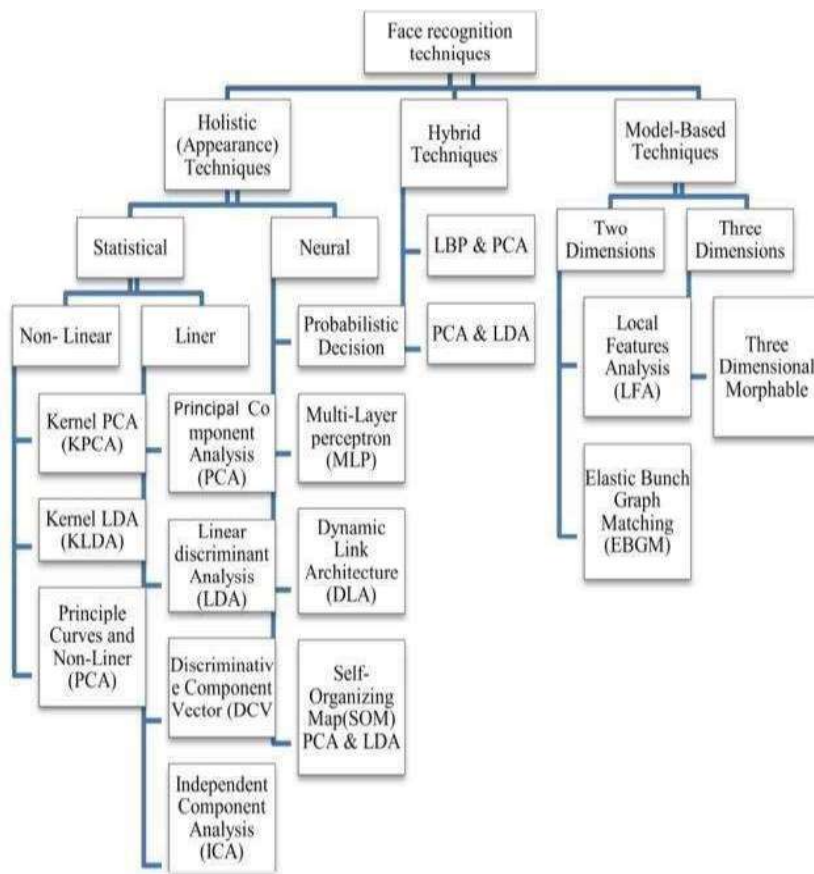 Face recognition
techniques
Holistic
(Appearance)
Techniques
Hybrid
Techniques
Model-Based
Techniques
Statistical
Neural
LBP & PCA
Two
Dimensions
Three
Dimensions
Non- Linear
Liner
Probabilistic
Decision
PCA & LDA
Local
Features
Analysis
(LFA)
Three
Dimensional
Morphable
Kernel PCA
(KPCA)
Principal Co
mponent
Analysis
(PCA)
Multi-Layer
perceptron
(MLP)
Elastic Bunch
Graph
Matching
(EBGM)
Kernel LDA
(KLDA)
Linear
discriminant
Analysis
(LDA)
Dynamic
Link
Architecture
(DLA)
Principle
Curves and
Non-Liner
(PCA)
Discriminativ
e Component
Vector (DCV
Self-
Organizing
Map(SOM)
PCA & LDA
Independent
Component
Analysis
(ICA)